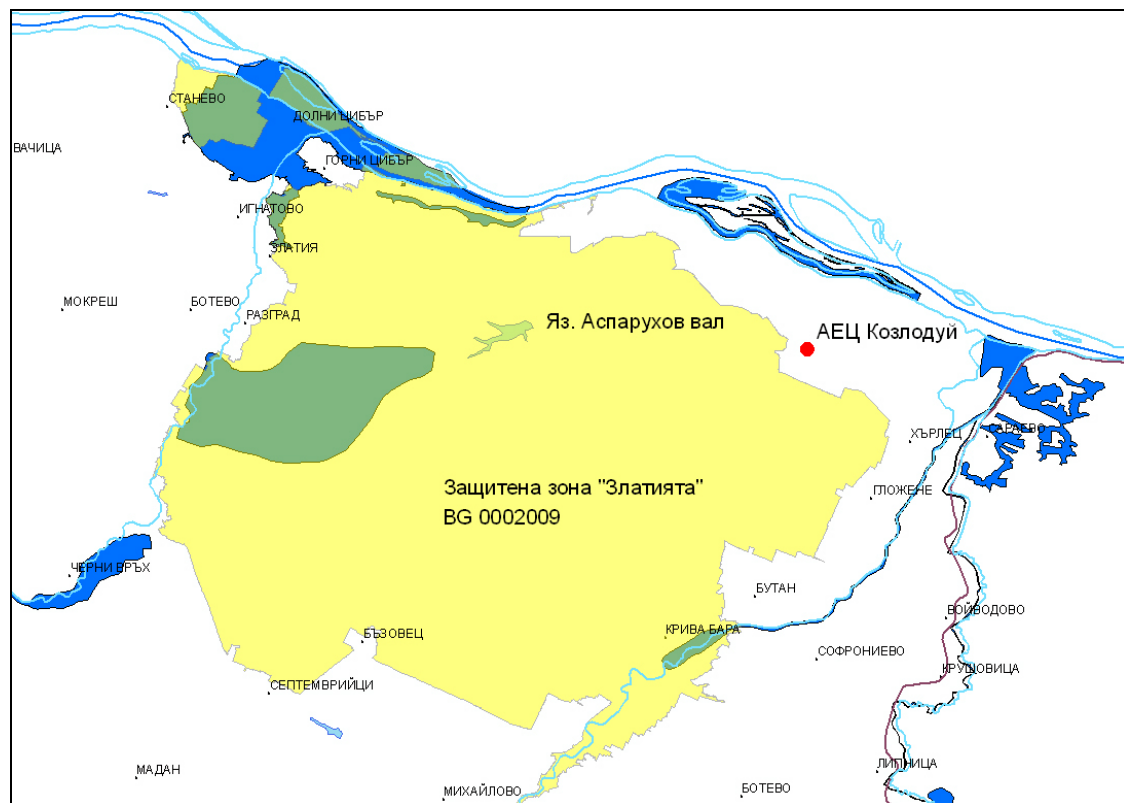 СТАНЕВО
ДОЛНИ ЦИБЪР
ВАЧИЦА
ГОРНИ ЦИБЪР
ИГНАТОВО
ЗЛАТИЯ
МОКРЕШ
БОТЕВО
РАЗГРАД
Яз. Аспарухов вал
АЕЦ Козлодуй
ХЪРЛЕЦ
САРАЕВО
Защитена зона "Златията"
BG 0002009
ГЛОЖЕНЕ
ЧЕРНИ ВРЪХ
БУТАН
ВОЙВОДОВО
БЪЗОВЕЦ
КРИВА БАРА
СОФРОНИЕВО
КРУШОВИЦА
СЕПТЕМВРИЙЦИ
МАДАН
ЛИПНИЦА
МИХАЙЛОВО
БОТЕВО